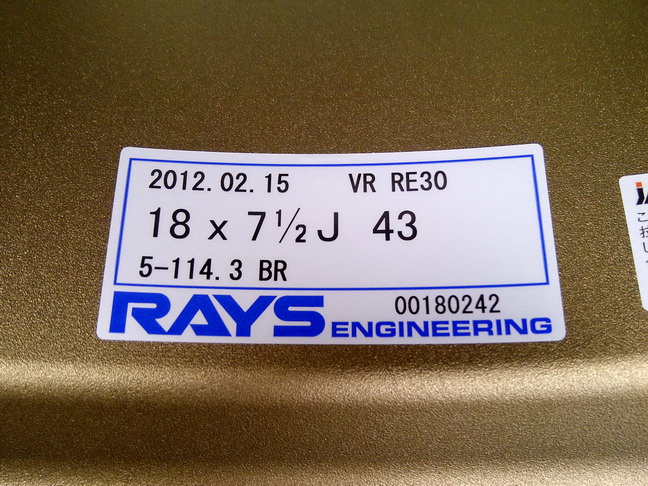 2012.02.15 VR RE30
18 x 7½J 43
5-114.3 BR
00180242
RAYS ENGINEERING